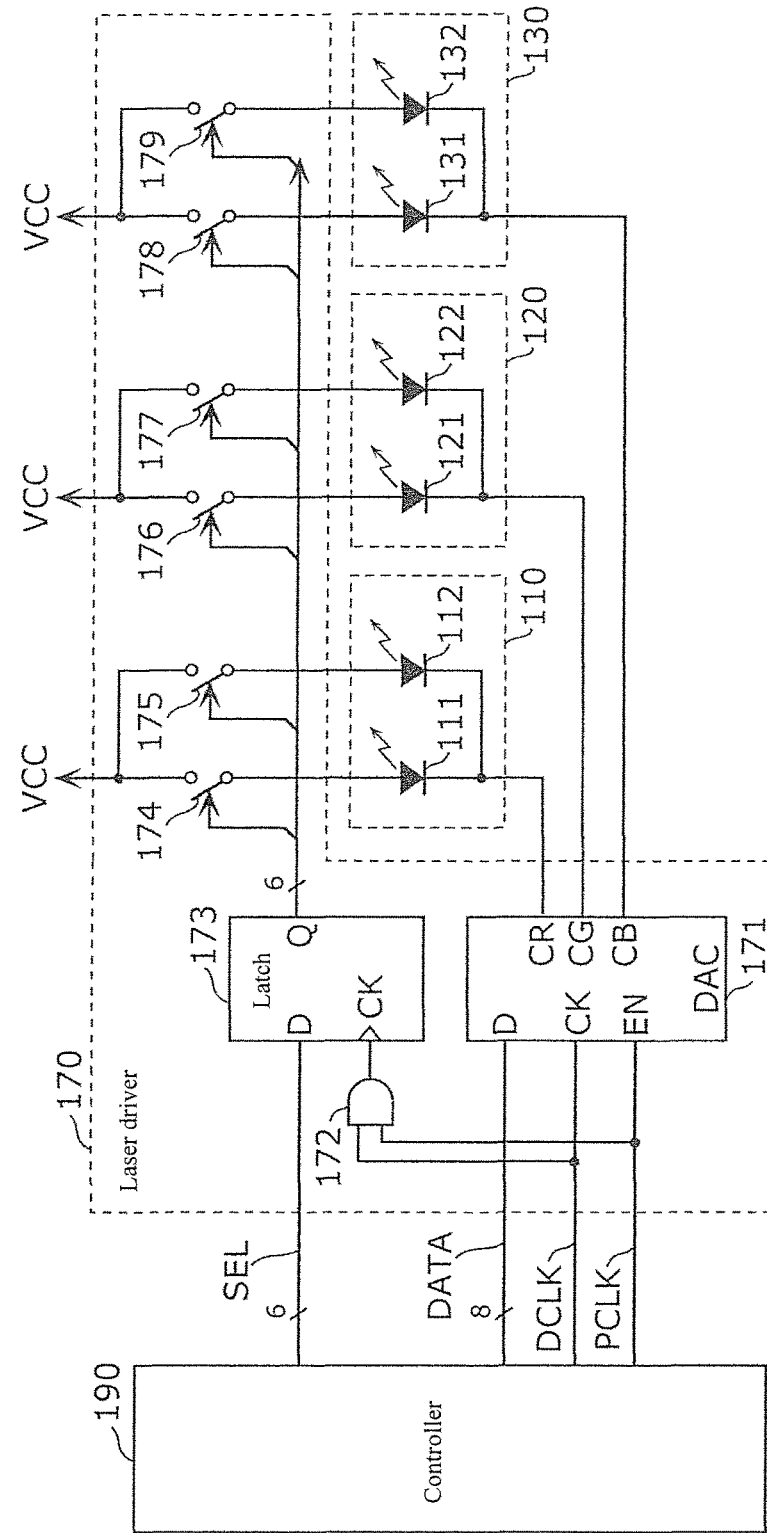 190
Controller
SEL
6
DATA
8
DCLK
PCLK
170
Laser driver
172
173
Latch
D
Q
CK
6
D
CK
EN
CR
CG
CB
DAC
171
VCC
174
175
VCC
176
177
VCC
178
179
111
112
110
121
122
120
131
132
130